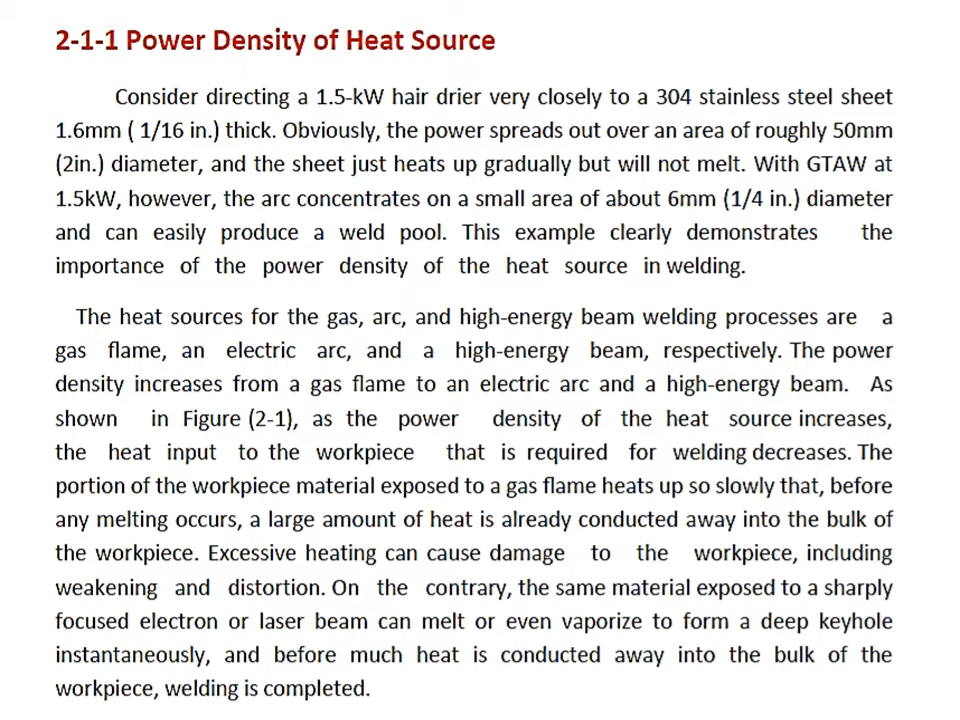 2-1-1 Power Density of Heat Source
Consider directing a 1.5-kW hair drier very closely to a 304 stainless steel sheet
1.6mm ( 1/16 in.) thick. Obviously, the power spreads out over an area of roughly 50mm
(2in.) diameter, and the sheet just heats up gradually but will not melt. With GTAW at
1.5kW, however, the arc concentrates on a small area of about 6mm (1/4 in.) diameter
and can easily produce a weld pool. This example clearly demonstrates the
importance of the power density of the heat source in welding.
The heat sources for the gas, arc, and high-energy beam welding processes are a
gas flame, an electric arc, and a high-energy beam, respectively. The power
density increases from a gas flame to an electric arc and a high-energy beam. As
shown in Figure (2-1), as the power density of the heat source increases,
the heat input to the workpiece that is required for welding decreases. The
portion of the workpiece material exposed to a gas flame heats up so slowly that, before
any melting occurs, a large amount of heat is already conducted away into the bulk of
the workpiece. Excessive heating can cause damage to the workpiece, including
weakening and distortion. On the contrary, the same material exposed to a sharply
focused electron or laser beam can melt or even vaporize to form a deep keyhole
instantaneously, and before much heat is conducted away into the bulk of the
workpiece, welding is completed.